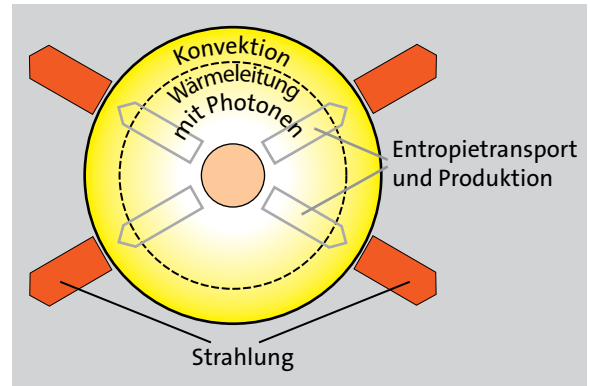 Konvektion
Wärmeleitung
mit Photonen
Entropietransport
und Produktion
Strahlung